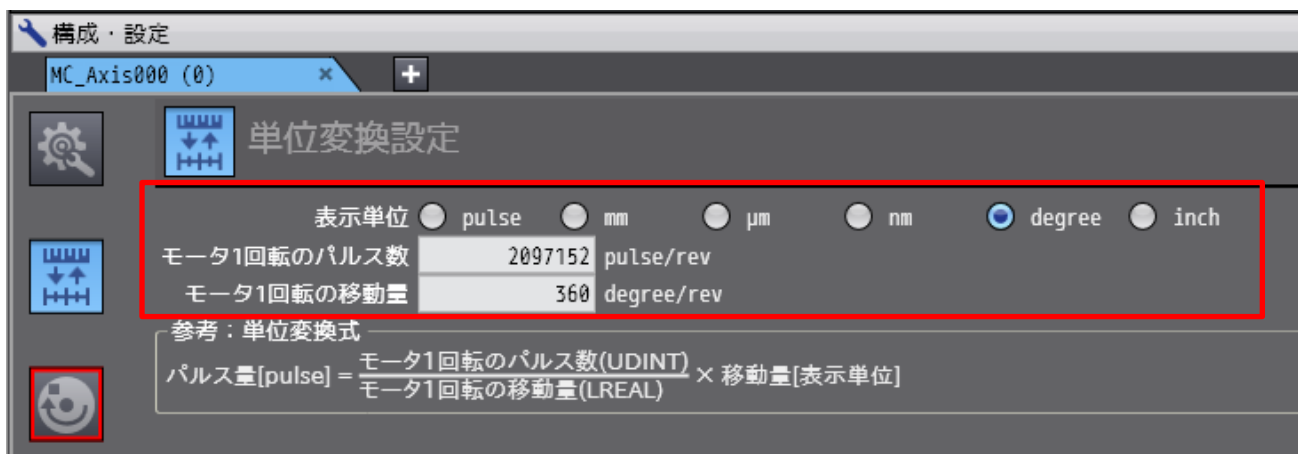 構成・設定
MC_Axis000 (0) × +
単位変換設定
表示単位 pulse mm μm nm degree inch
モータ1回転のパルス数 2097152 pulse/rev
モータ1回転の移動量 360 degree/rev
参考：単位変換式
パルス量[pulse] = モータ1回転のパルス数(UDINT) × 移動量[表示単位]
モータ1回転の移動量(LREAL)